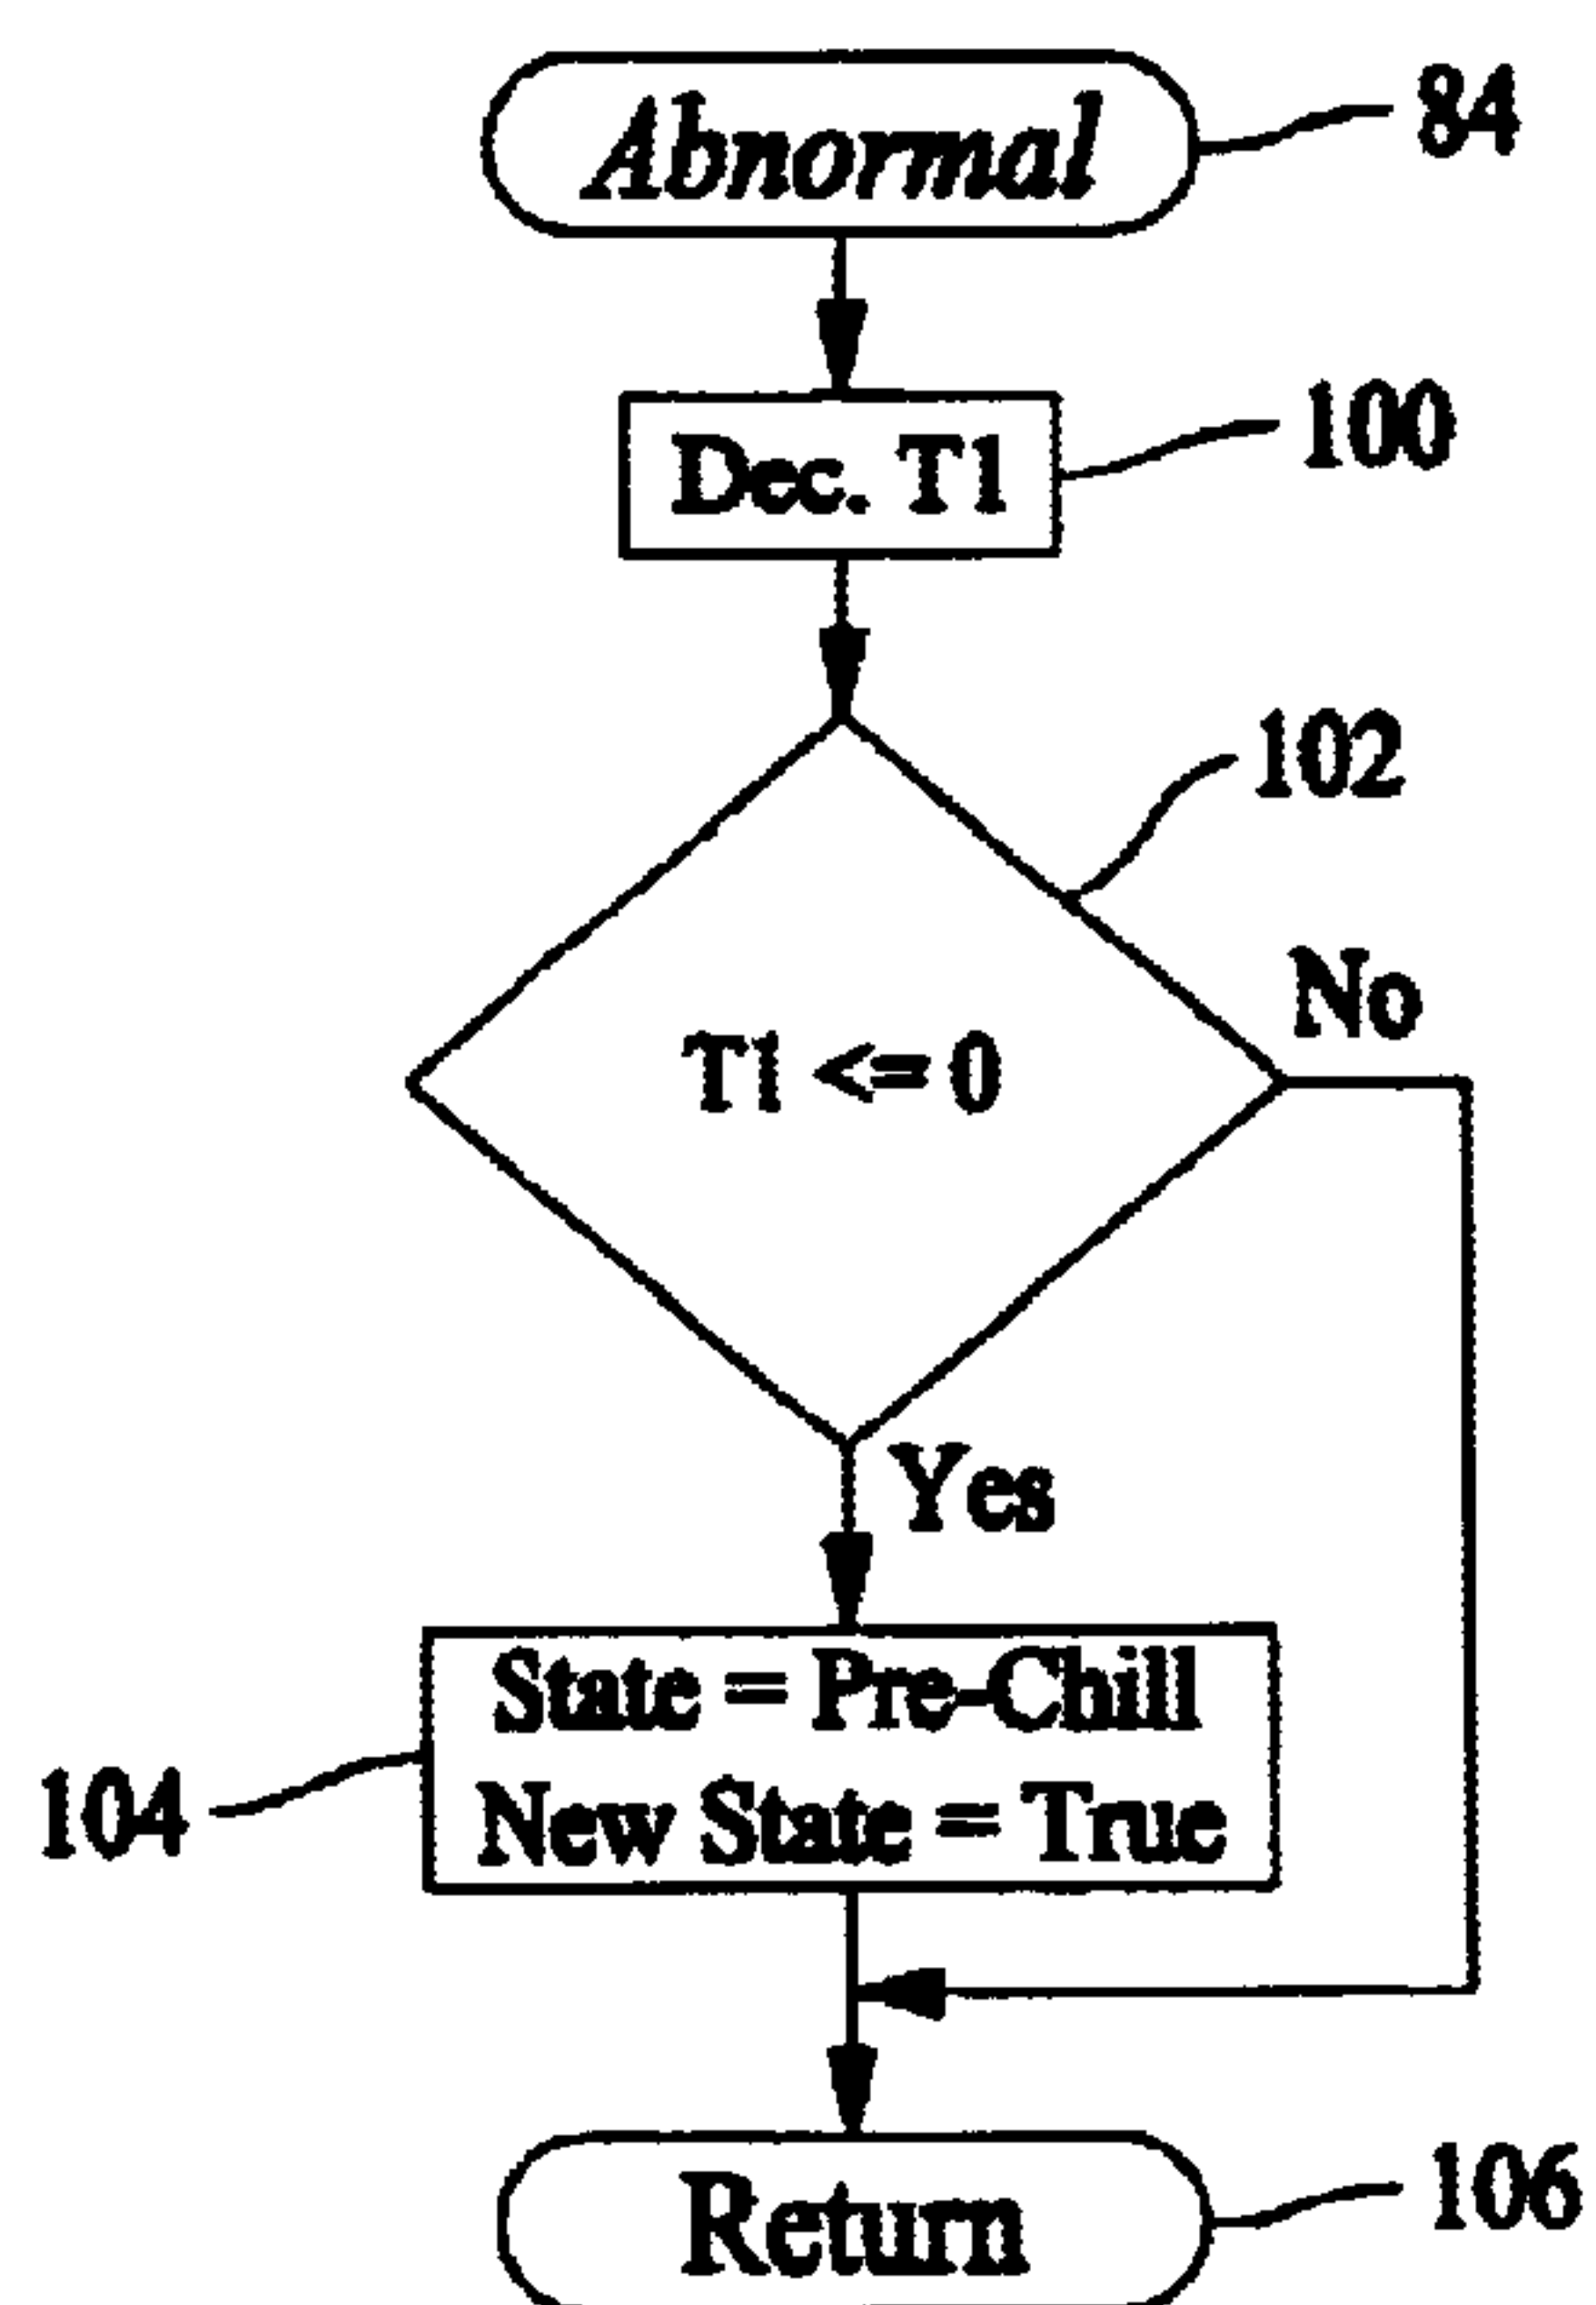 Abnormal
84
Dec. T1
100
102
T1 <= 0
No
Yes
State = Pre-Chill
New State = True
104
Return
106